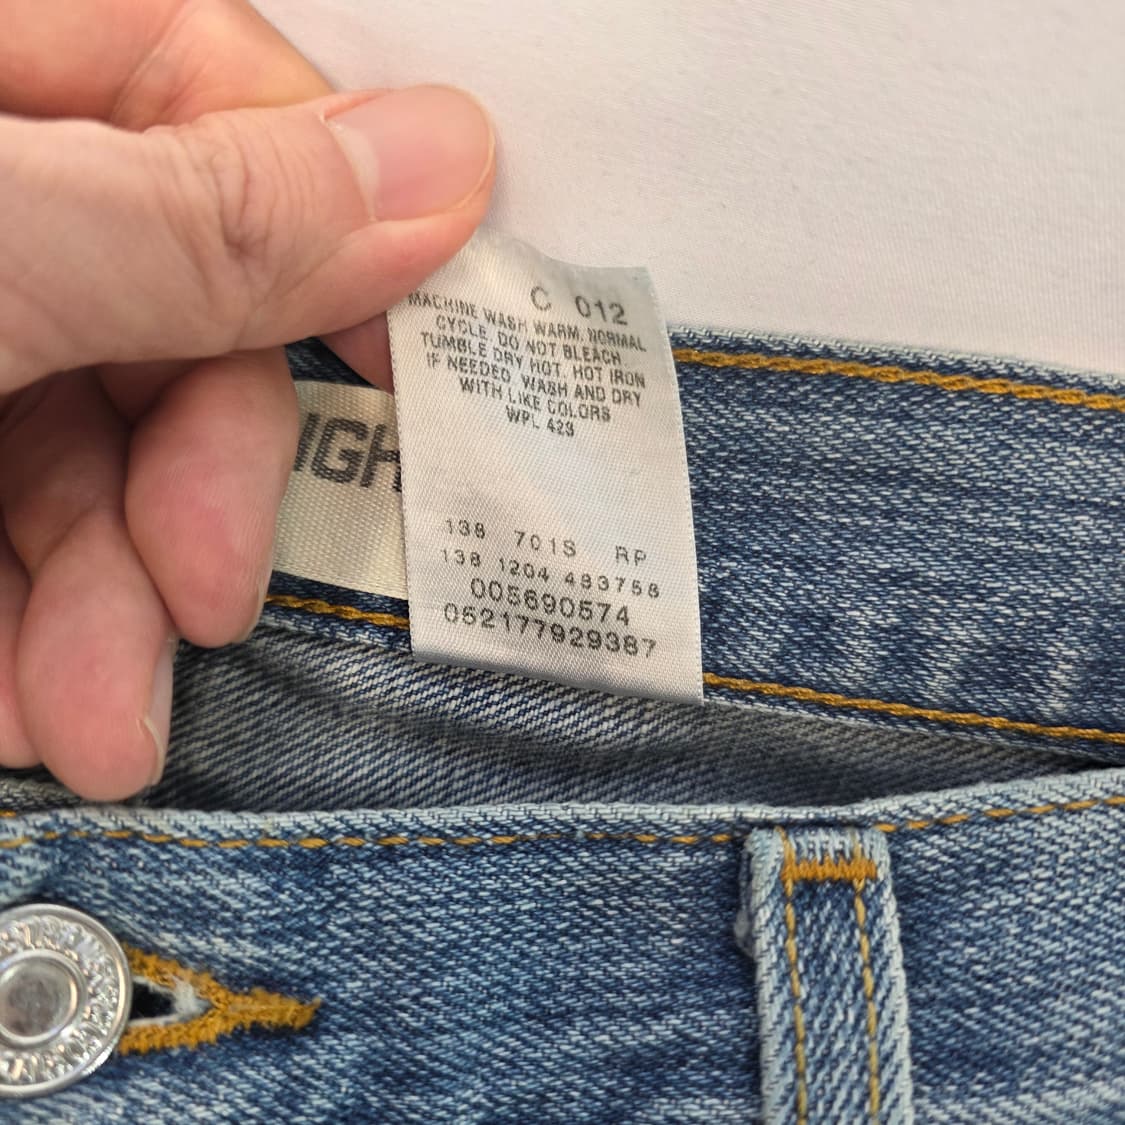 C 012
MACHINE WASH WARM. NORMAL
CYCLE. DO NOT BLEACH.
TUMBLE DRY HOT. HOT IRON
IF NEEDED. WASH AND DRY
WITH LIKE COLORS
WPL 423
IGH
138 701S RP
138 1204 483758
005690574
052177929387